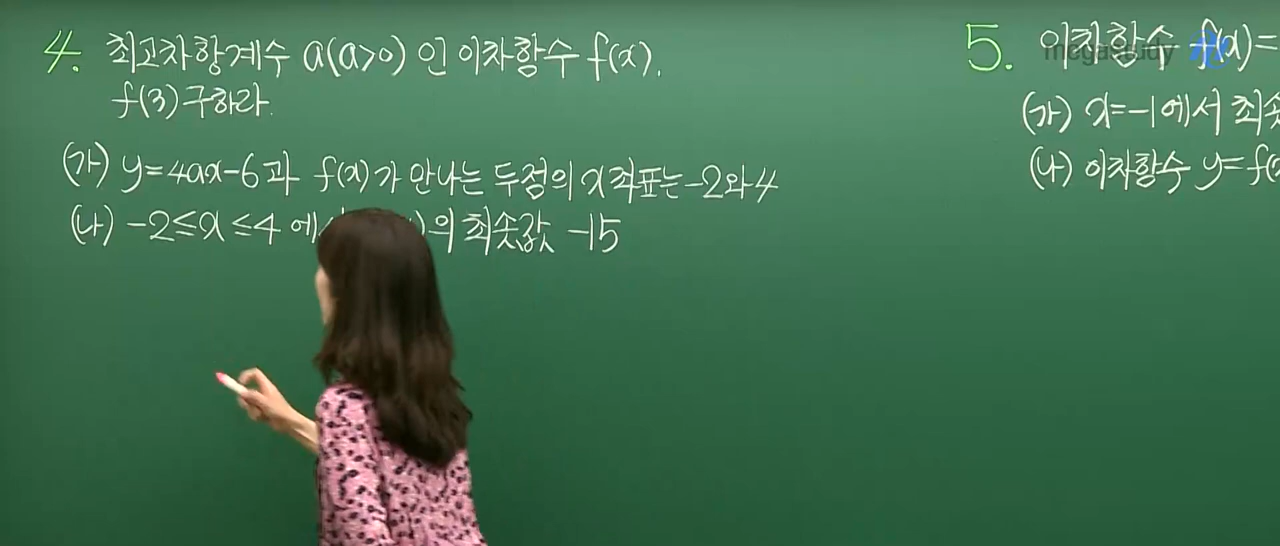 4. 최고차항계수 a(a>0) 인 이차함수 f(x).
f(3) 구하라.
(가) y=4ax-6과 f(x)가 만나는 두점의 x좌표는 -2와 4
(나) -2≤x≤4 에서 의 최솟값 -15
5. 이차함수 f(x)=
megastudy
(가) x=-1에서
(나) 이차함수 y=